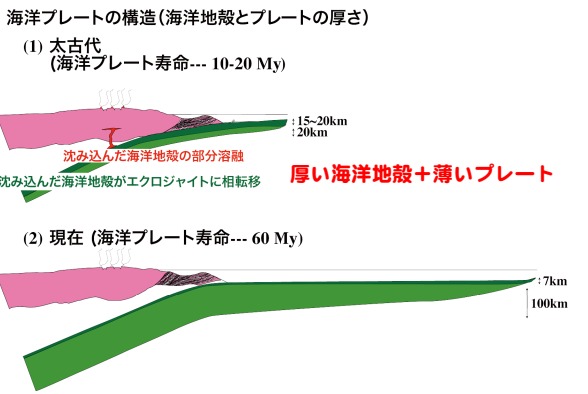 海洋プレートの構造（海洋地殻とプレートの厚さ）
(1) 太古代
(海洋プレート寿命--- 10-20 My)
15~20km
20km
沈み込んだ海洋地殻の部分溶融
沈み込んだ海洋地殻がエクロジャイトに相転移
厚い海洋地殻＋薄いプレート
(2) 現在 (海洋プレート寿命--- 60 My)
7km
100km